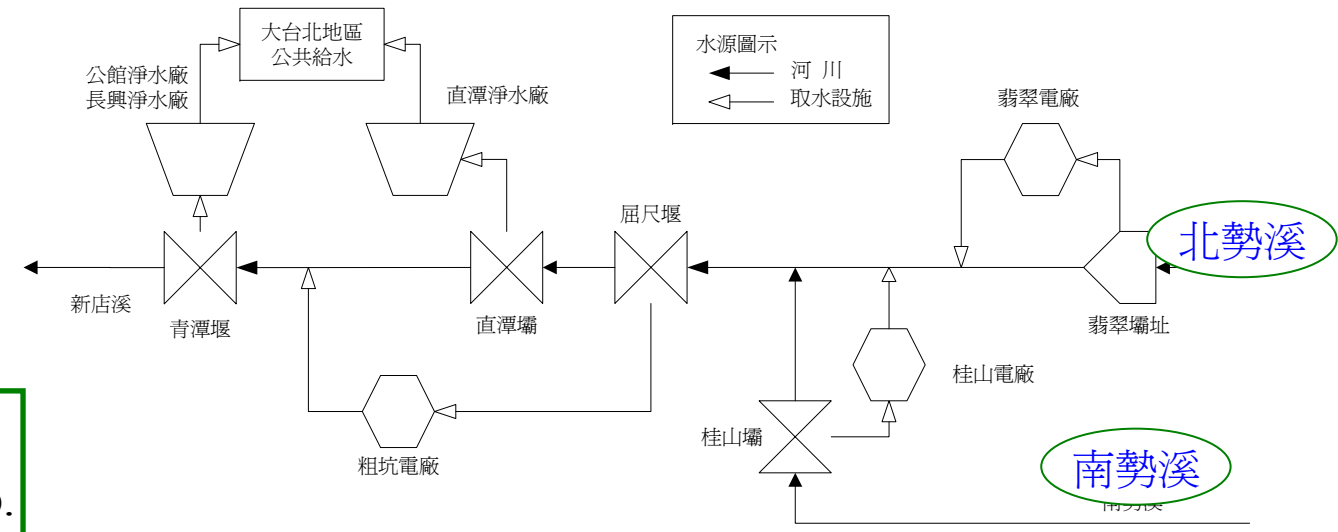 大台北地區
公共給水
水源圖示
河 川
取水設施
公館淨水廠
長興淨水廠
直潭淨水廠
翡翠電廠
屈尺堰
北勢溪
新店溪
青潭堰
直潭壩
翡翠壩址
桂山電廠
桂山壩
粗坑電廠
南勢溪